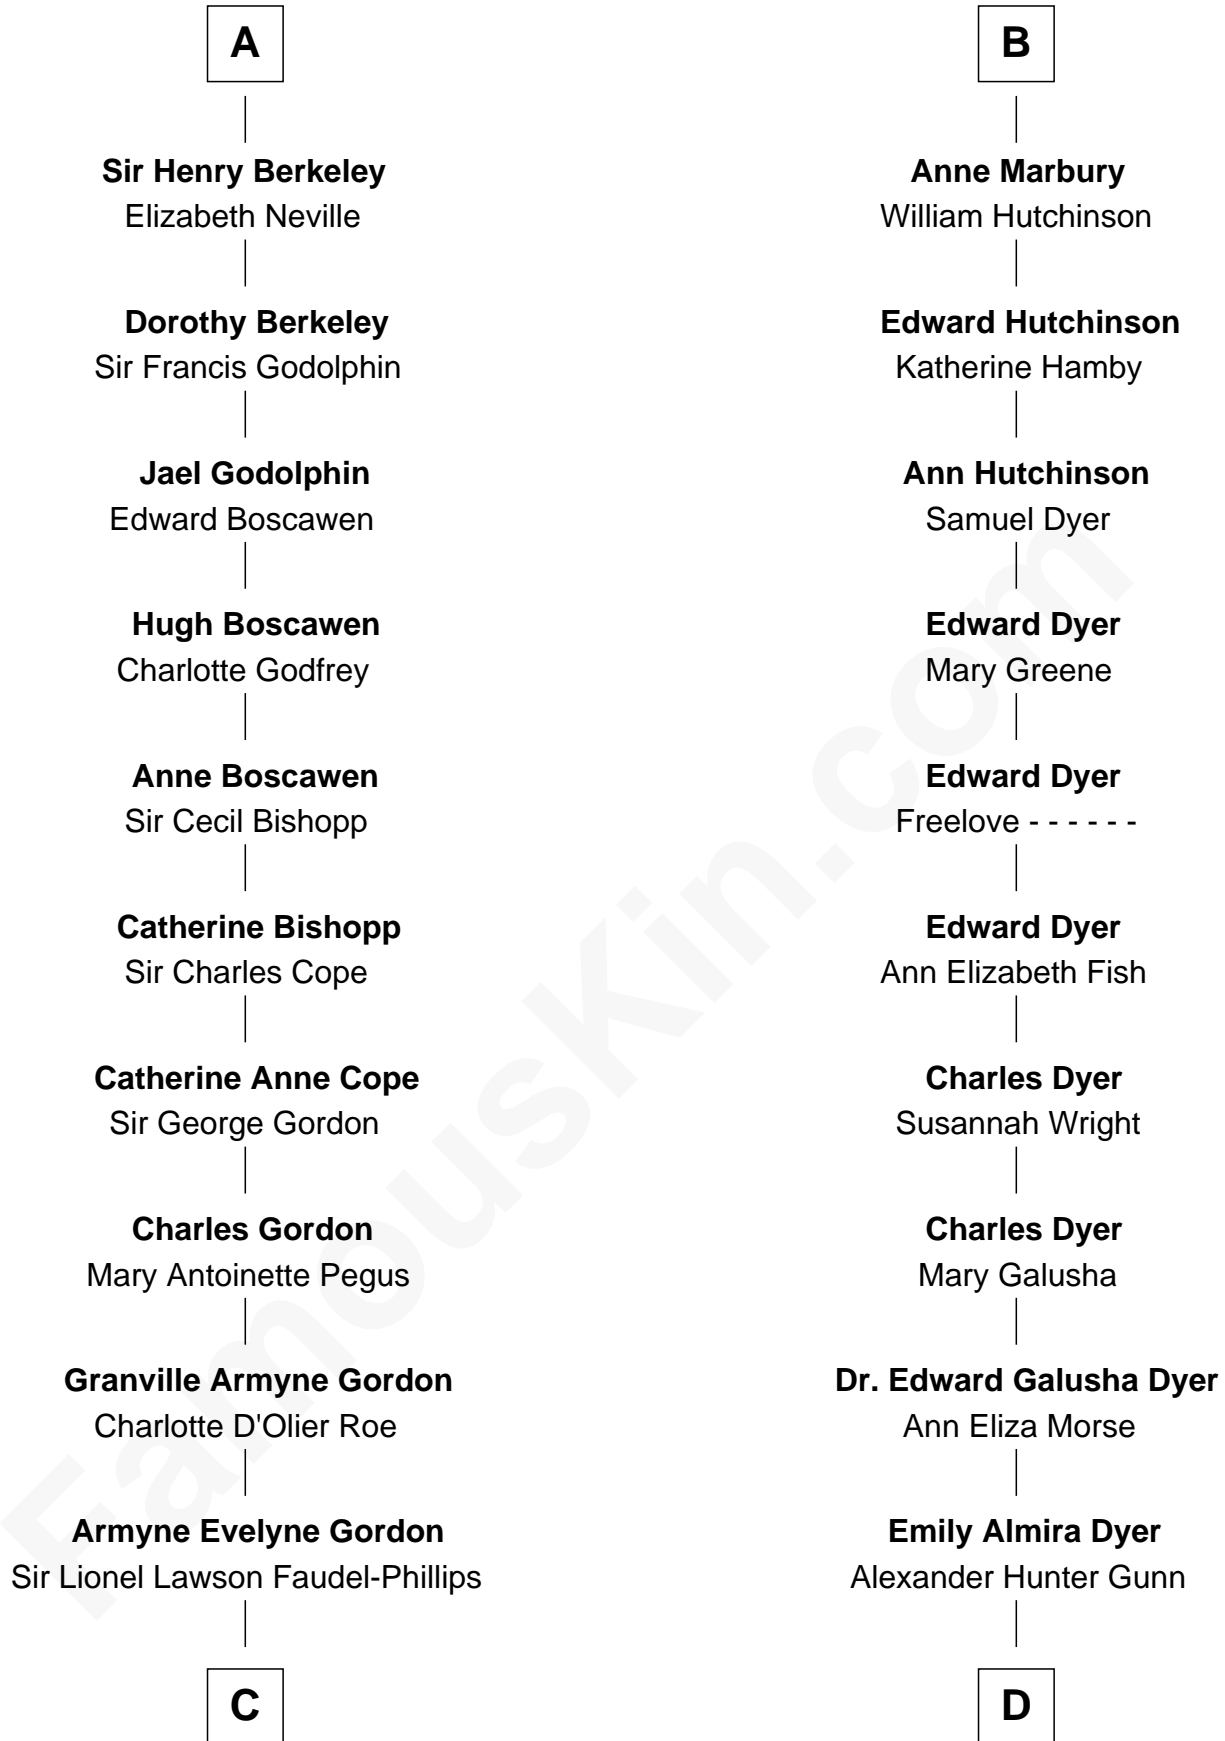 A
Sir Henry Berkeley
Elizabeth Neville
Dorothy Berkeley
Sir Francis Godolphin
Jael Godolphin
Edward Boscawen
Hugh Boscawen
Charlotte Godfrey
Anne Boscawen
Sir Cecil Bishopp
Catherine Bishopp
Sir Charles Cope
Catherine Anne Cope
Sir George Gordon
Charles Gordon
Mary Antoinette Pegus
Granville Armyne Gordon
Charlotte D'Olier Roe
Armyne Evelyne Gordon
Sir Lionel Lawson Faudel-Phillips
C
B
Anne Marbury
William Hutchinson
Edward Hutchinson
Katherine Hamby
Ann Hutchinson
Samuel Dyer
Edward Dyer
Mary Greene
Edward Dyer
Freelove - - - - - -
Edward Dyer
Ann Elizabeth Fish
Charles Dyer
Susannah Wright
Charles Dyer
Mary Galusha
Dr. Edward Galusha Dyer
Ann Eliza Morse
Emily Almira Dyer
Alexander Hunter Gunn
D
FamousKin.com